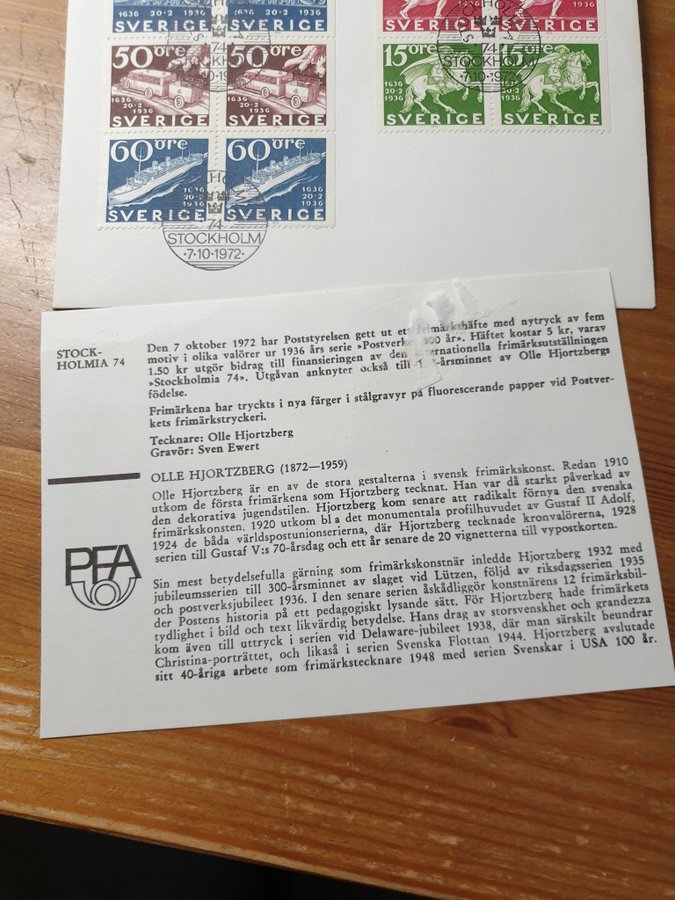 1636 20·2 1936
SVERIGE SVERIGE
SVERIGE SVERIGE
74
STOCKHOLM
·7·10·1972·
50 öre 50 öre
1636 20·2 1936
1636 20·2 1936
SVERIGE SVERIGE
15 öre 15 öre
1636 20·2 1936
1636 20·2 1936
SVERIGE SVERIGE
60 öre 60 öre
1636 20·2 1936
1636 20·2 1936
SVERIGE SVERIGE
74
STOCKHOLM
·7·10·1972·
STOCK-
HOLMIA 74
Den 7 oktober 1972 har Poststyrelsen gett ut ett frimärkshäfte med nytryck av fem
motiv i olika valörer ur 1936 års serie »Postverket 300 år». Häftet kostar 5 kr, varav
1.50 kr utgör bidrag till finansieringen av den internationella frimärksutställningen
»Stockholmia 74». Utgåvan anknyter också till minnet av Olle Hjortzbergs
födelse.
Frimärkena har tryckts i nya färger i stålgravyr på fluorescerande papper vid Postver-
kets frimärkstryckeri.
Tecknare: Olle Hjortzberg
Gravör: Sven Ewert
OLLE HJORTZBERG (1872—1959)
Olle Hjortzberg är en av de stora gestalterna i svensk frimärkskonst. Redan 1910
utkom de första frimärkena som Hjortzberg tecknat. Han var då starkt påverkad av
den dekorativa jugendstilen. Hjortzberg kom senare att radikalt förnya den svenska
frimärkskonsten. 1920 utkom bl a det monumentala profilhuvudet av Gustaf II Adolf,
1924 de båda världspostunionserierna, där Hjortzberg tecknade kronvalörerna, 1928
serien till Gustaf V:s 70-årsdag och ett år senare de 20 vignetterna till vypostkorten.
PFA
Sin mest betydelsefulla gärning som frimärkskonstnär inledde Hjortzberg 1932 med
jubileumsserien till 300-årsminnet av slaget vid Lützen, följd av riksdagsserien 1935
och postverksjubileet 1936. I den senare serien åskådliggör konstnären i 12 frimärksbil-
der Postens historia på ett pedagogiskt lysande sätt. För Hjortzberg hade frimärkets
tydlighet i bild och text likvärdig betydelse. Hans drag av storsvenskhet och grandezza
kom även till uttryck i serien vid Delaware-jubileet 1938, där man särskilt beundrar
Christina-porträttet, och likaså i serien Svenska Flottan 1944. Hjortzberg avslutade
sitt 40-åriga arbete som frimärkstecknare 1948 med serien Svenskar i USA 100 år.